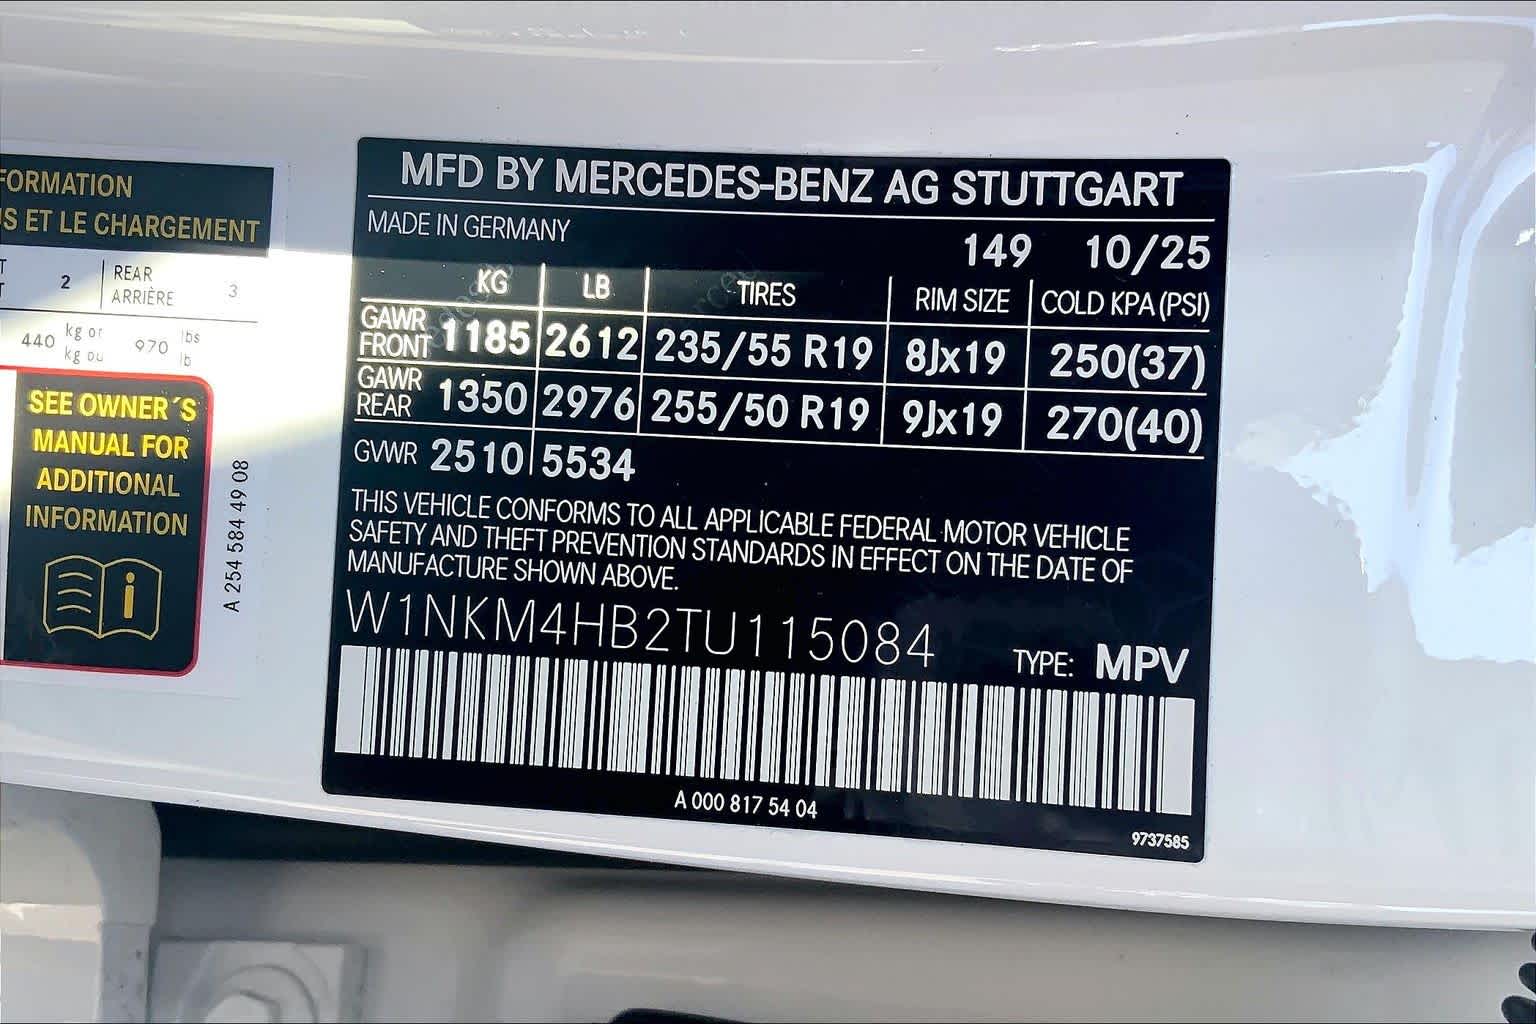 FORMATION
S ET LE CHARGEMENT
2 REAR ARRIÈRE 3
440 kg or kg ou 970 lbs lb
SEE OWNER´S
MANUAL FOR
ADDITIONAL
INFORMATION
A 254 584 49 08
MFD BY MERCEDES-BENZ AG STUTTGART
MADE IN GERMANY
149 10/25
KG LB TIRES RIM SIZE COLD KPA (PSI)
GAWR FRONT 1185 2612 235/55 R19 8Jx19 250(37)
GAWR REAR 1350 2976 255/50 R19 9Jx19 270(40)
GVWR 2510 5534
THIS VEHICLE CONFORMS TO ALL APPLICABLE FEDERAL MOTOR VEHICLE
SAFETY AND THEFT PREVENTION STANDARDS IN EFFECT ON THE DATE OF
MANUFACTURE SHOWN ABOVE.
W1NKM4HB2TU115084
TYPE: MPV
A 000 817 54 04
9737585